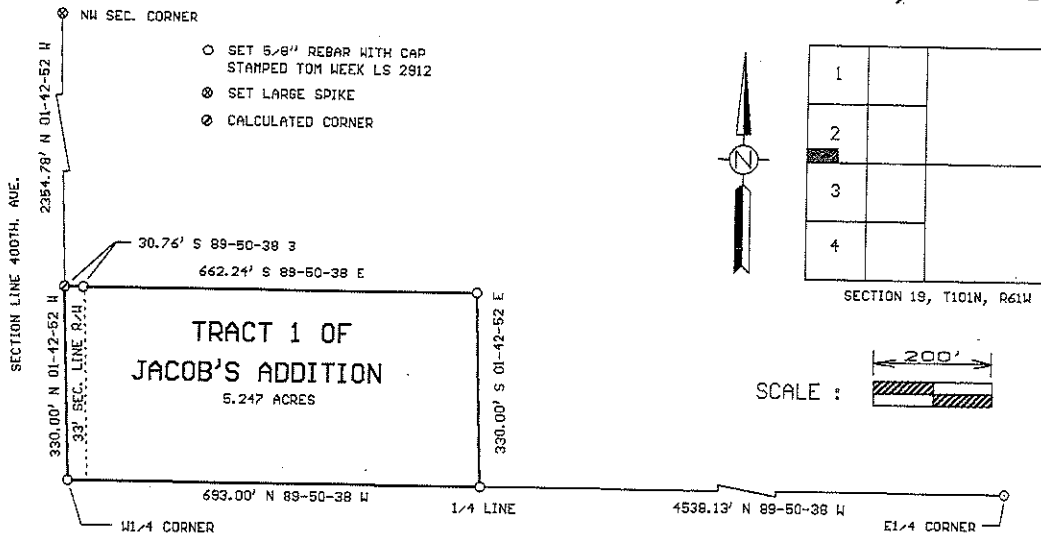 NW SEC. CORNER
SET 5/8" REBAR WITH CAP
STAMPED TOM WEEK LS 2912
SET LARGE SPIKE
CALCULATED CORNER
SECTION LINE 400TH. AVE.
2354.78' N 01-42-52 W
30.76' S 89-50-38 3
662.24' S 89-50-38 E
330.00' N 01-42-52 W
33' SEC. LINE R/W
TRACT 1 OF
JACOB'S ADDITION
5.247 ACRES
330.00' S 01-42-52 E
693.00' N 89-50-38 W
1/4 LINE
4538.13' N 89-50-38 W
W1/4 CORNER
E1/4 CORNER
N
1
2
3
4
SECTION 19, T101N, R61W
200'
SCALE :